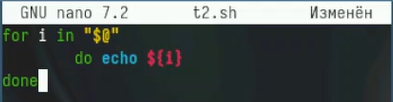 GNU nano 7.2 t2.sh Изменён
for i in "$@"
do echo ${i}
done